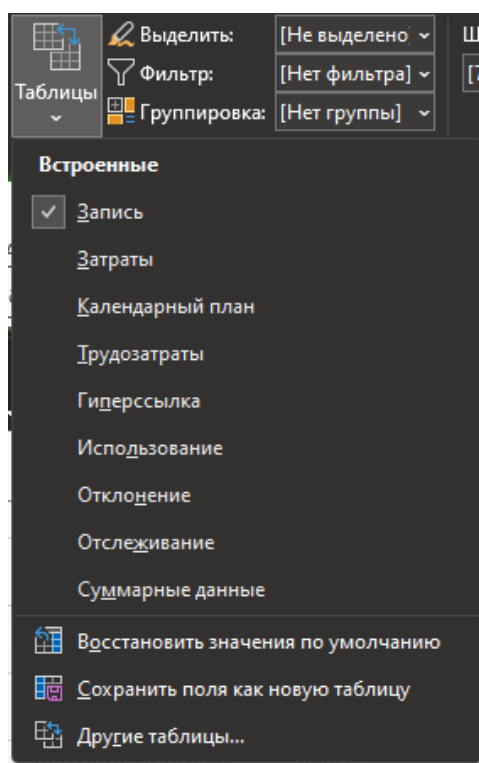 Выделить: [Не выделено]
Фильтр: [Нет фильтра]
Таблицы
Группировка: [Нет группы]
Встроенные
Запись
Затраты
Календарный план
Трудозатраты
Гиперссылка
Использование
Отклонение
Отслеживание
Суммарные данные
Восстановить значения по умолчанию
Сохранить поля как новую таблицу
Другие таблицы...